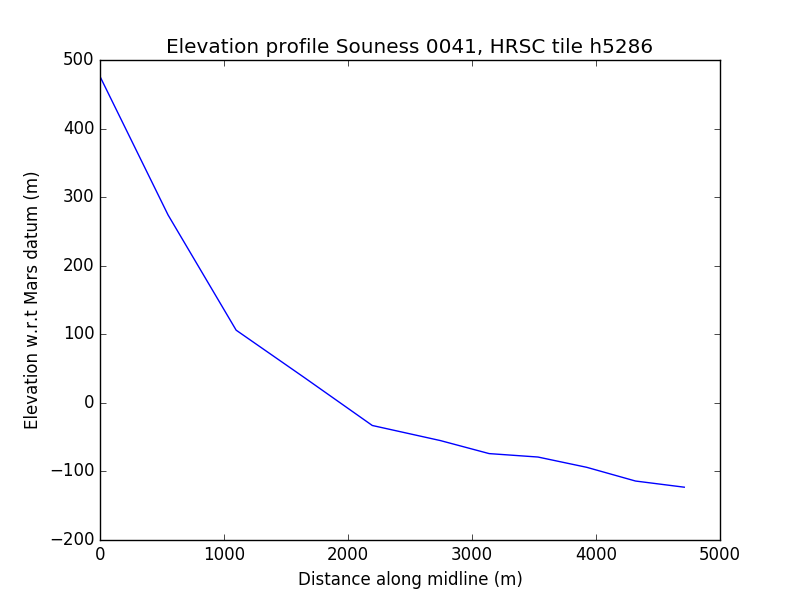 Elevation profile Souness 0041, HRSC tile h5286
500
400
300
200
100
0
−100
−200
Elevation w.r.t Mars datum (m)
0 1000 2000 3000 4000 5000
Distance along midline (m)